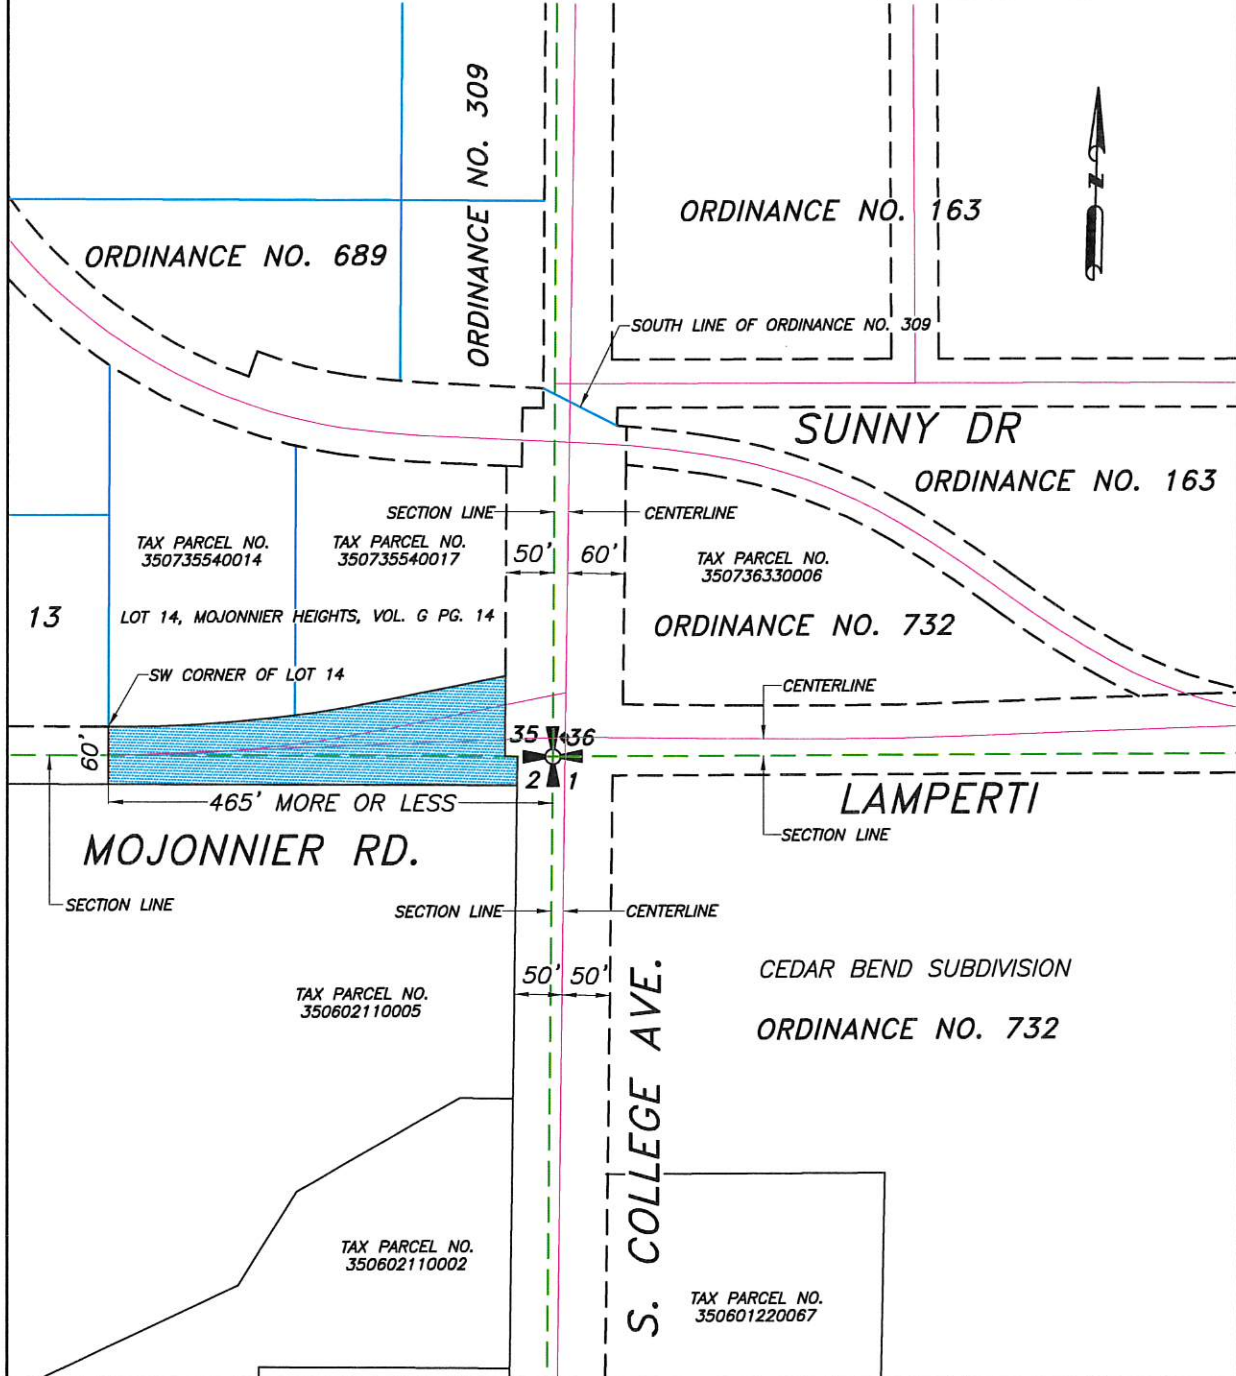 ORDINANCE NO. 309
ORDINANCE NO. 163
N
ORDINANCE NO. 689
SOUTH LINE OF ORDINANCE NO. 309
SUNNY DR
ORDINANCE NO. 163
SECTION LINE
CENTERLINE
TAX PARCEL NO.
350735540014
TAX PARCEL NO.
350735540017
50'
60'
TAX PARCEL NO.
350736330006
13
LOT 14, MOJONNIER HEIGHTS, VOL. G PG. 14
ORDINANCE NO. 732
SW CORNER OF LOT 14
CENTERLINE
60'
35
36
2
1
465' MORE OR LESS
LAMPERTI
MOJONNIER RD.
SECTION LINE
SECTION LINE
SECTION LINE
CENTERLINE
50'
50'
CEDAR BEND SUBDIVISION
TAX PARCEL NO.
350602110005
ORDINANCE NO. 732
S. COLLEGE AVE.
TAX PARCEL NO.
350602110002
TAX PARCEL NO.
350601220067